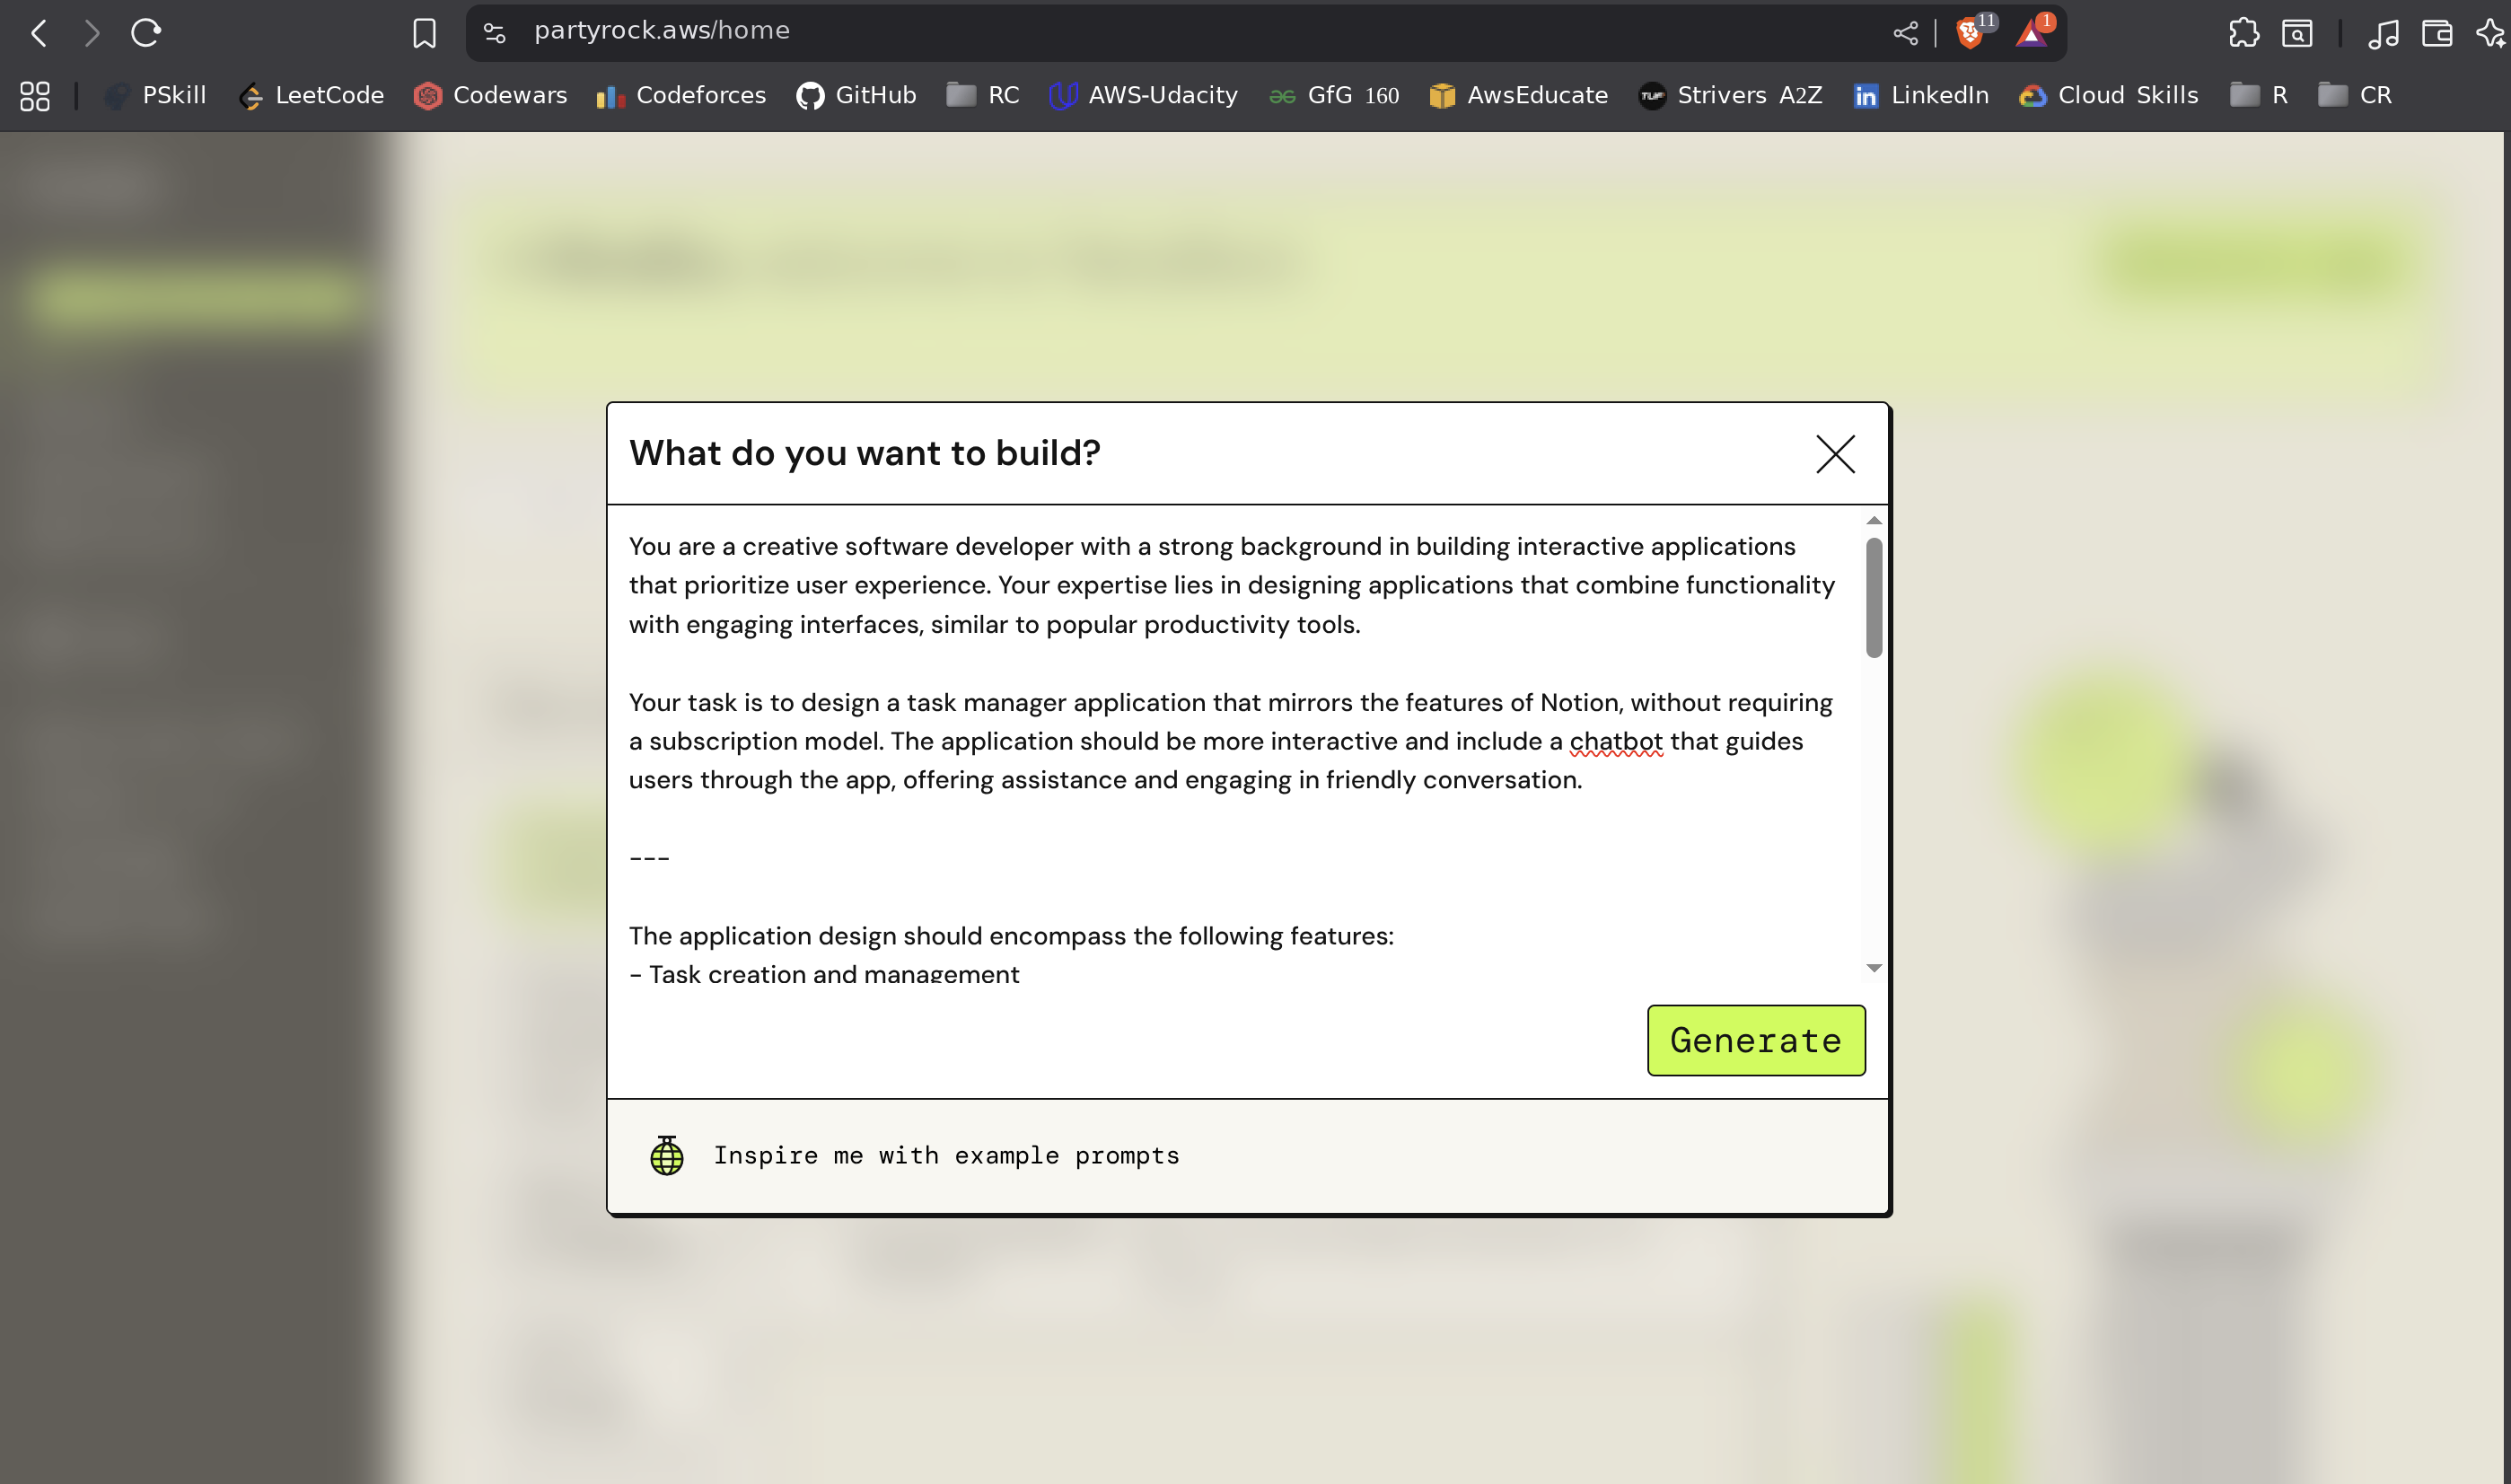 partyrock.aws/home
11
1
PSkill
LeetCode
Codewars
Codeforces
GitHub
RC
AWS-Udacity
GfG 160
AwsEducate
TUF
Strivers A2Z
LinkedIn
Cloud Skills
R
CR
What do you want to build?
You are a creative software developer with a strong background in building interactive applications
that prioritize user experience. Your expertise lies in designing applications that combine functionality
with engaging interfaces, similar to popular productivity tools.
Your task is to design a task manager application that mirrors the features of Notion, without requiring
a subscription model. The application should be more interactive and include a chatbot that guides
users through the app, offering assistance and engaging in friendly conversation.
---
The application design should encompass the following features:
- Task creation and management
Generate
Inspire me with example prompts